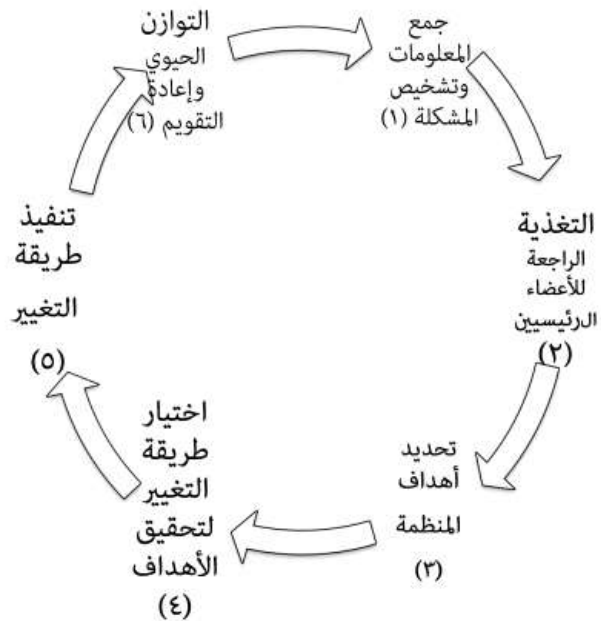 جمع
المعلومات
وتشخيص
المشكلة (١)
التغذية
الراجعة
للأعضاء
الرئيسيين
(٢)
تحديد
أهداف
المنظمة
(٣)
اختيار
طريقة
التغيير
لتحقيق
الأهداف
(٤)
تنفيذ
طريقة
التغيير
(٥)
التوازن
الحيوي
وإعادة
التقويم (٦)